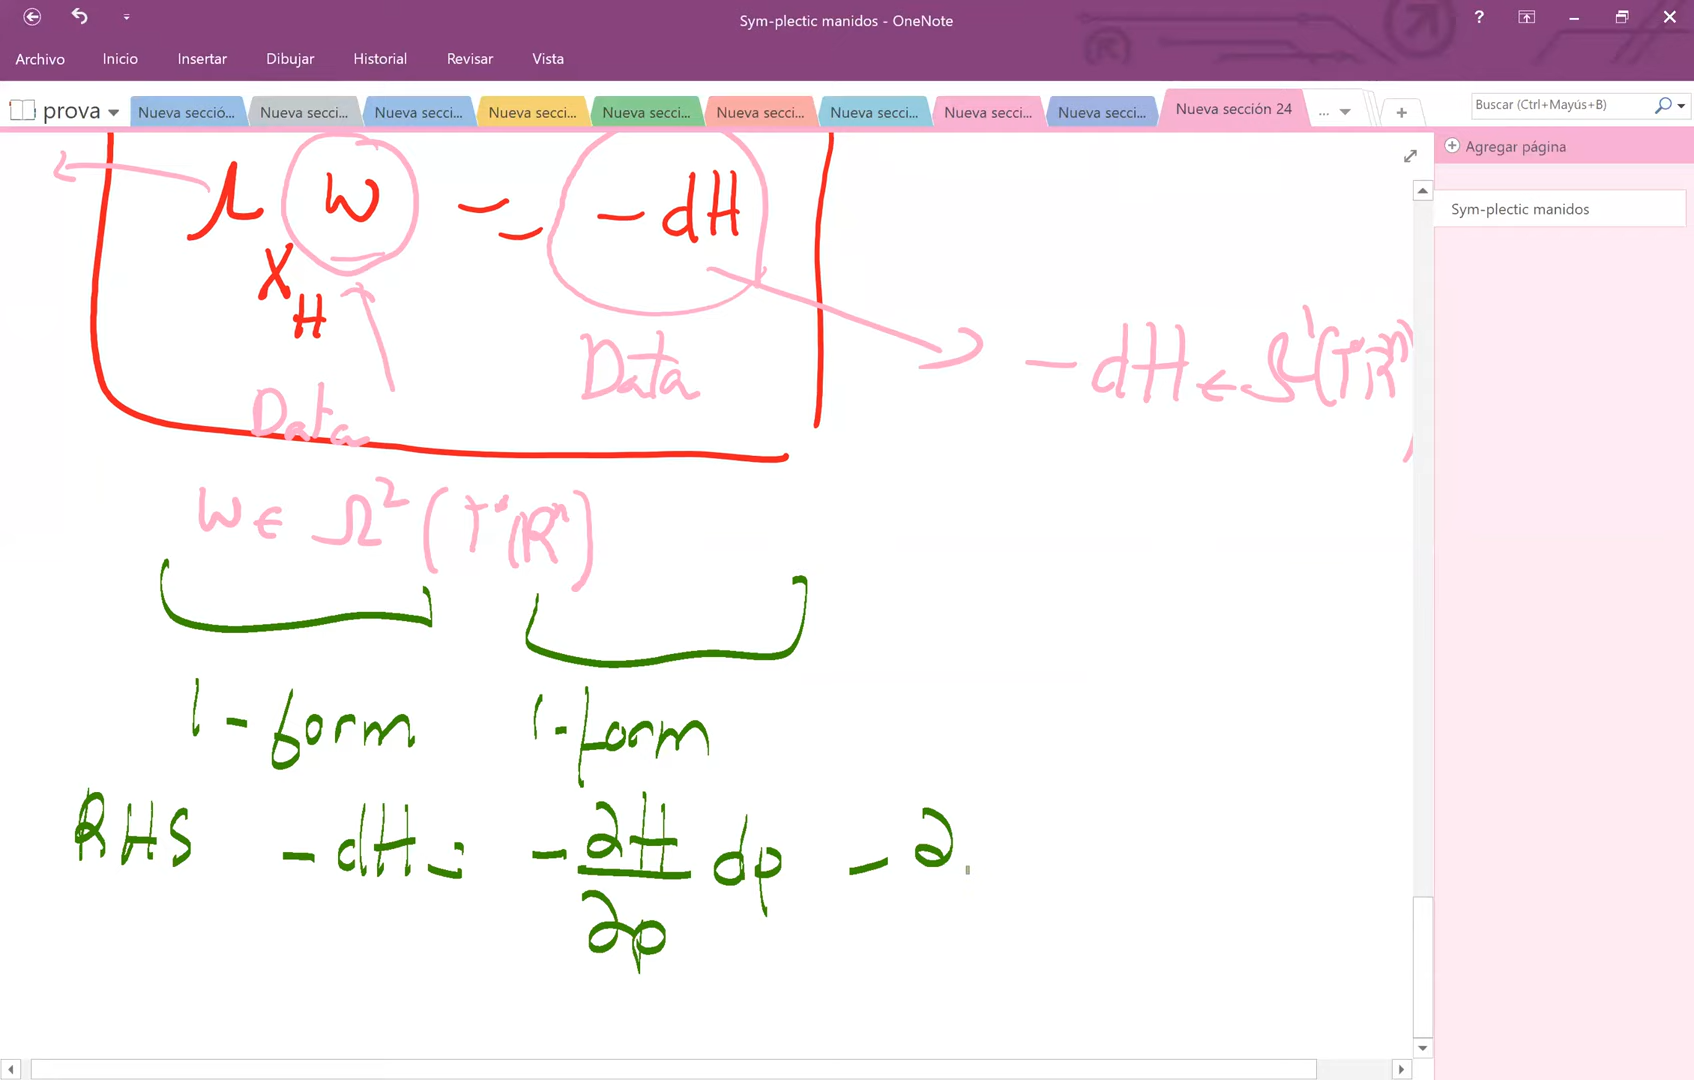 Sym-plectic manidos - OneNote
?
Archivo Inicio Insertar Dibujar Historial Revisar Vista
prova Nueva secció... Nueva secci... Nueva secci... Nueva secci... Nueva secci... Nueva secci... Nueva secci... Nueva secci... Nueva secci... Nueva sección 24 ... +
Buscar (Ctrl+Mayús+B)
Agregar página
Sym-plectic manidos
ι_{X_H} ω = - dH
Data
Data
- dH ∈ Ω¹(T*ℝⁿ)
ω ∈ Ω² (T*ℝⁿ)
1-form 1-form
RHS - dH = - ∂H/∂p dp - ∂